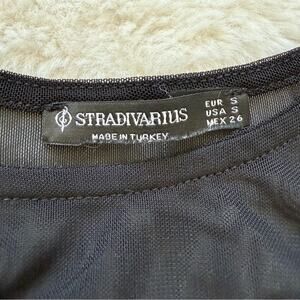 STRADIVARIUS
MADE IN TURKEY
EUR S
USA S
MEX 26